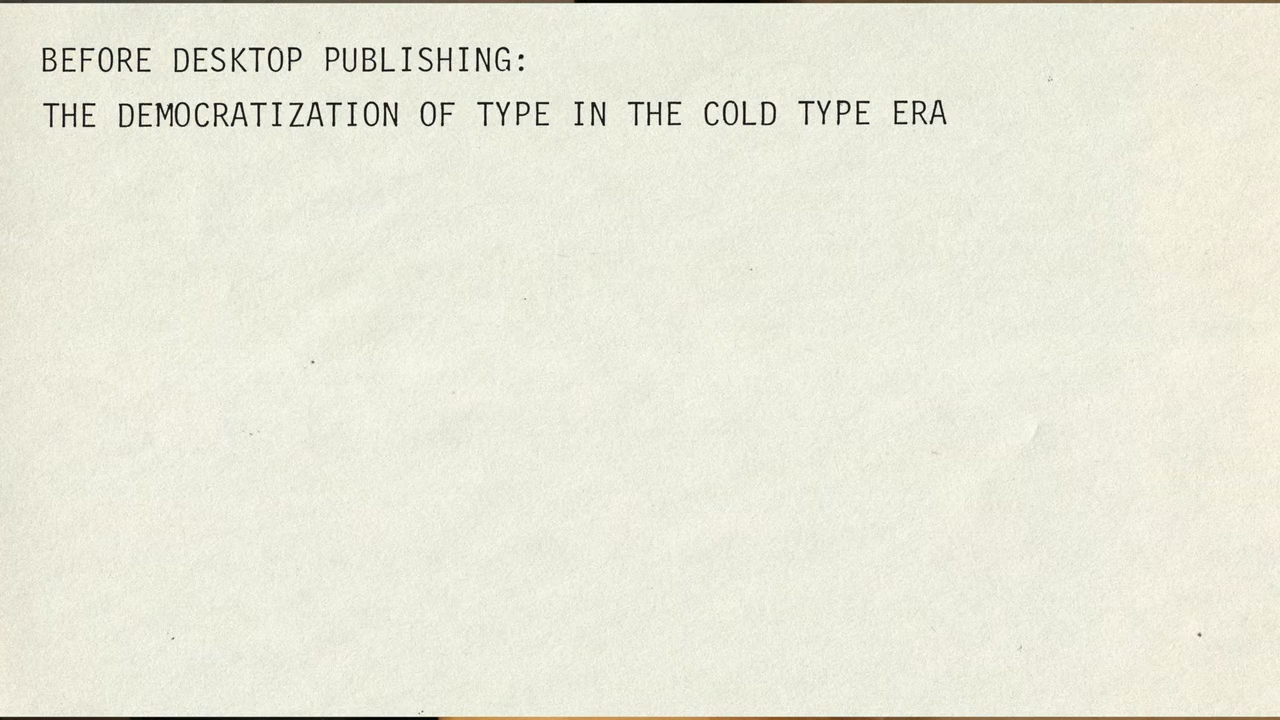 BEFORE DESKTOP PUBLISHING:
THE DEMOCRATIZATION OF TYPE IN THE COLD TYPE ERA